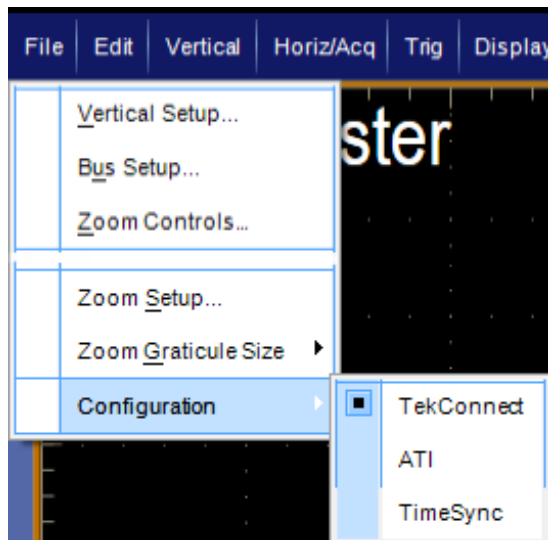 File Edit Vertical Horiz/Acq Trig Display
ster
Vertical Setup...
Bus Setup...
Zoom Controls...
Zoom Setup...
Zoom Graticule Size
Configuration
TekConnect
ATI
TimeSync